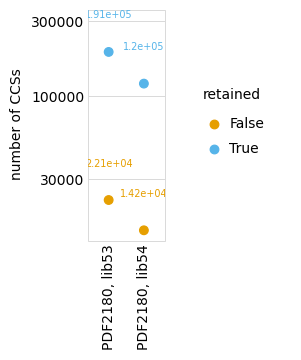 300000
100000
30000
number of CCSs
1.91e+05
1.2e+05
2.21e+04
1.42e+04
PDF2180, lib53
PDF2180, lib54
retained
False
True